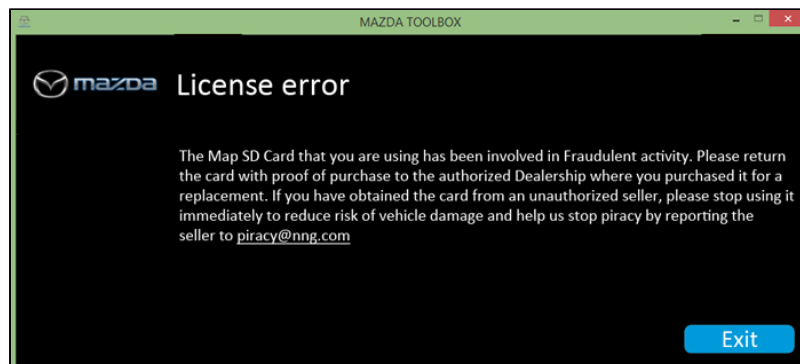 MAZDA TOOLBOX
mazda License error
The Map SD Card that you are using has been involved in Fraudulent activity. Please return
the card with proof of purchase to the authorized Dealership where you purchased it for a
replacement. If you have obtained the card from an unauthorized seller, please stop using it
immediately to reduce risk of vehicle damage and help us stop piracy by reporting the
seller to piracy@nng.com
Exit